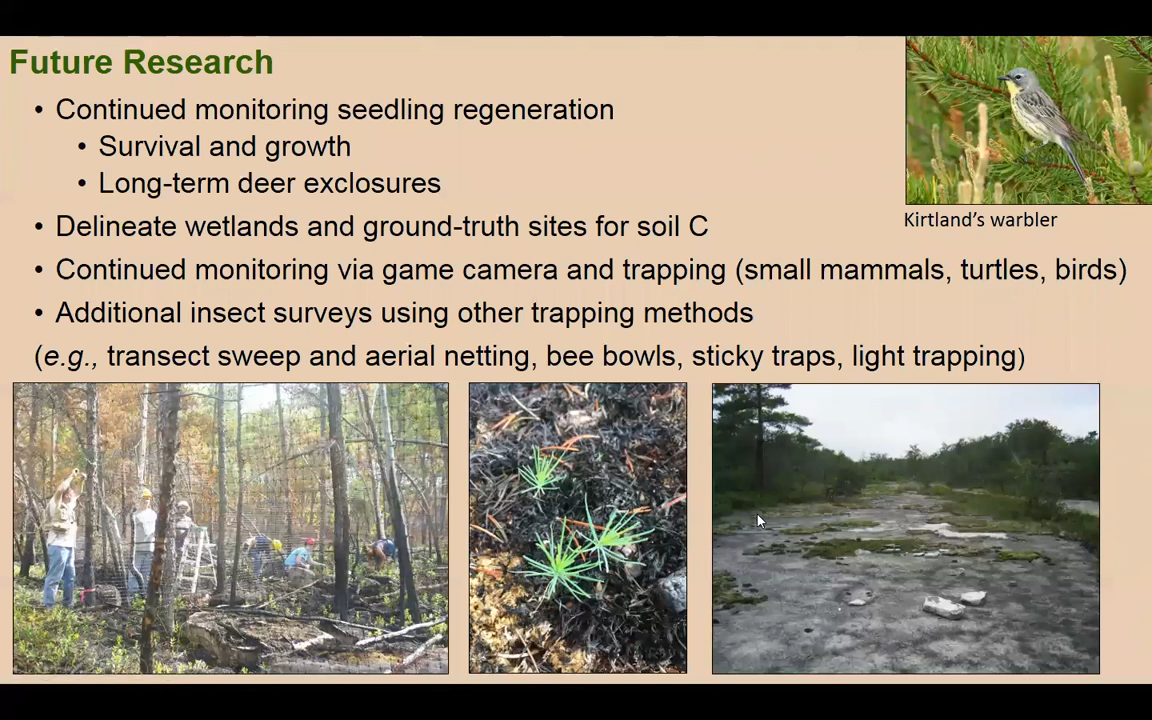 Future Research
• Continued monitoring seedling regeneration
• Survival and growth
• Long-term deer exclosures
• Delineate wetlands and ground-truth sites for soil C
• Continued monitoring via game camera and trapping (small mammals, turtles, birds)
• Additional insect surveys using other trapping methods
(e.g., transect sweep and aerial netting, bee bowls, sticky traps, light trapping)
Kirtland’s warbler